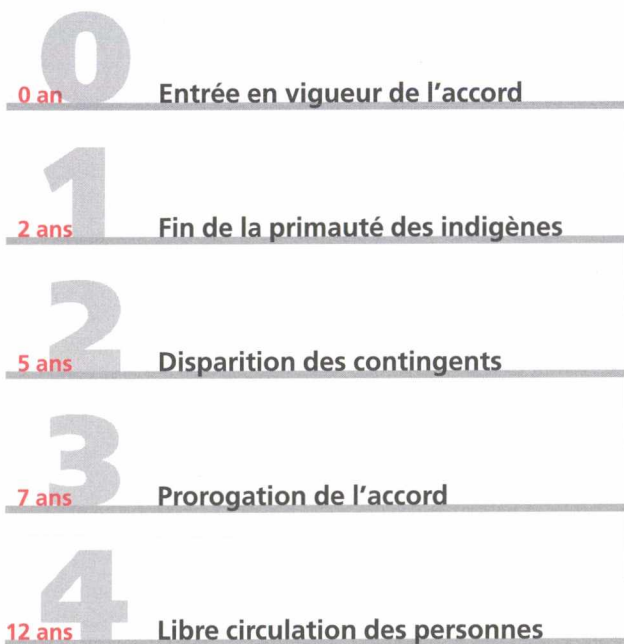 0
0 an Entrée en vigueur de l'accord
1
2 ans Fin de la primauté des indigènes
2
5 ans Disparition des contingents
3
7 ans Prorogation de l'accord
4
12 ans Libre circulation des personnes